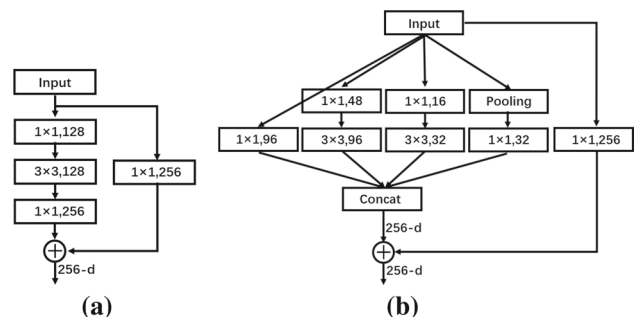 Input
1×1,128
3×3,128
1×1,256
1×1,256
256-d
(a)
Input
1×1,48
1×1,16
Pooling
1×1,96
3×3,96
3×3,32
1×1,32
1×1,256
Concat
256-d
256-d
(b)